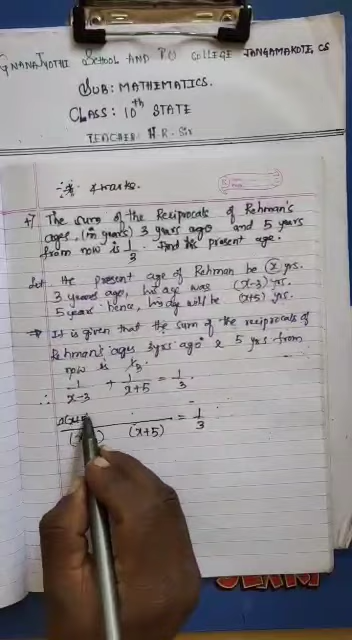 GNANAJYOTHI SCHOOL AND PU COLLEGE JANGAMAKOTE, CS
SUB: MATHEMATICS.
CLASS: 10th STATE
TEACHER: H.R. Sir
4 marks.
47 The sum of the Reciprocals of Rehman's
ages, (in years) 3 years ago and 5 years
from now is 1/3. Find his present age.
Let the present age of Rehman be (x) yrs.
3 years ago, his age was (x-3) yrs.
5 years hence, his age will be (x+5) yrs.
⇒ It is given that the sum of the reciprocals of
Rehman's ages 3yrs ago & 5 yrs from
now is 1/3
∴ 1/x-3 + 1/x+5 = 1/3.
(x+5) = 1/3